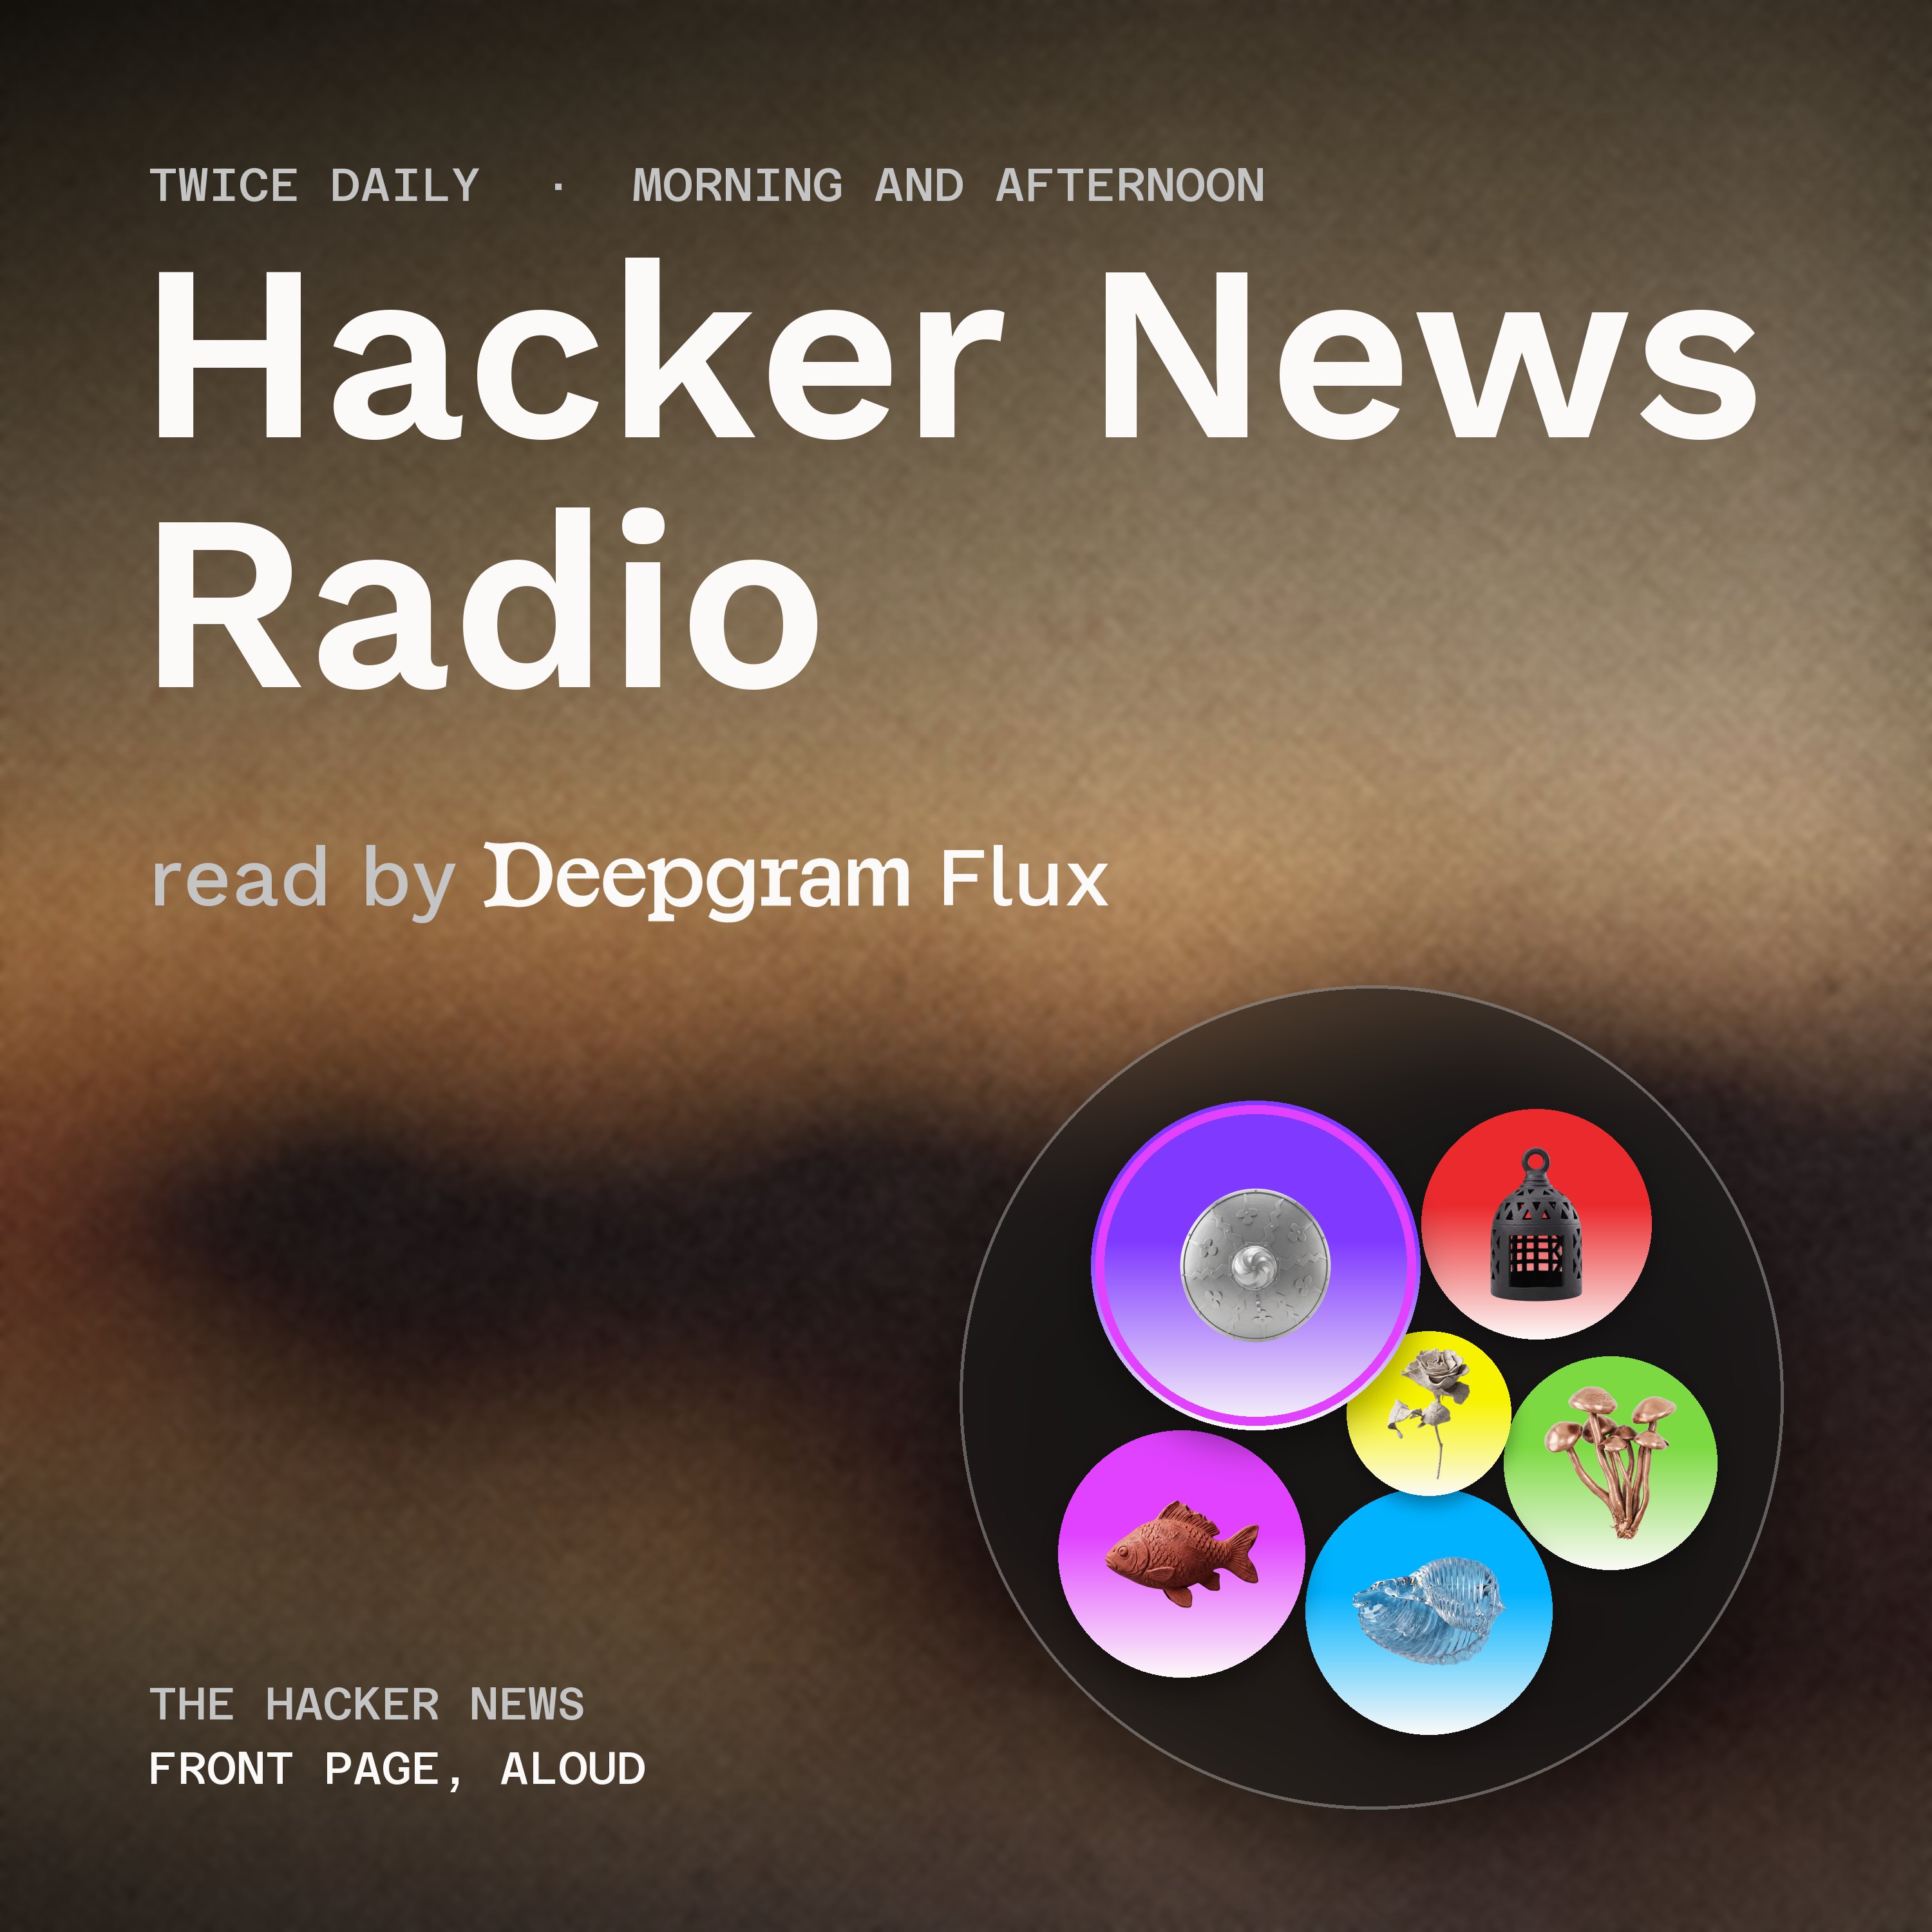 TWICE DAILY · MORNING AND AFTERNOON
Hacker News
Radio
read by Deepgram Flux
THE HACKER NEWS
FRONT PAGE, ALOUD